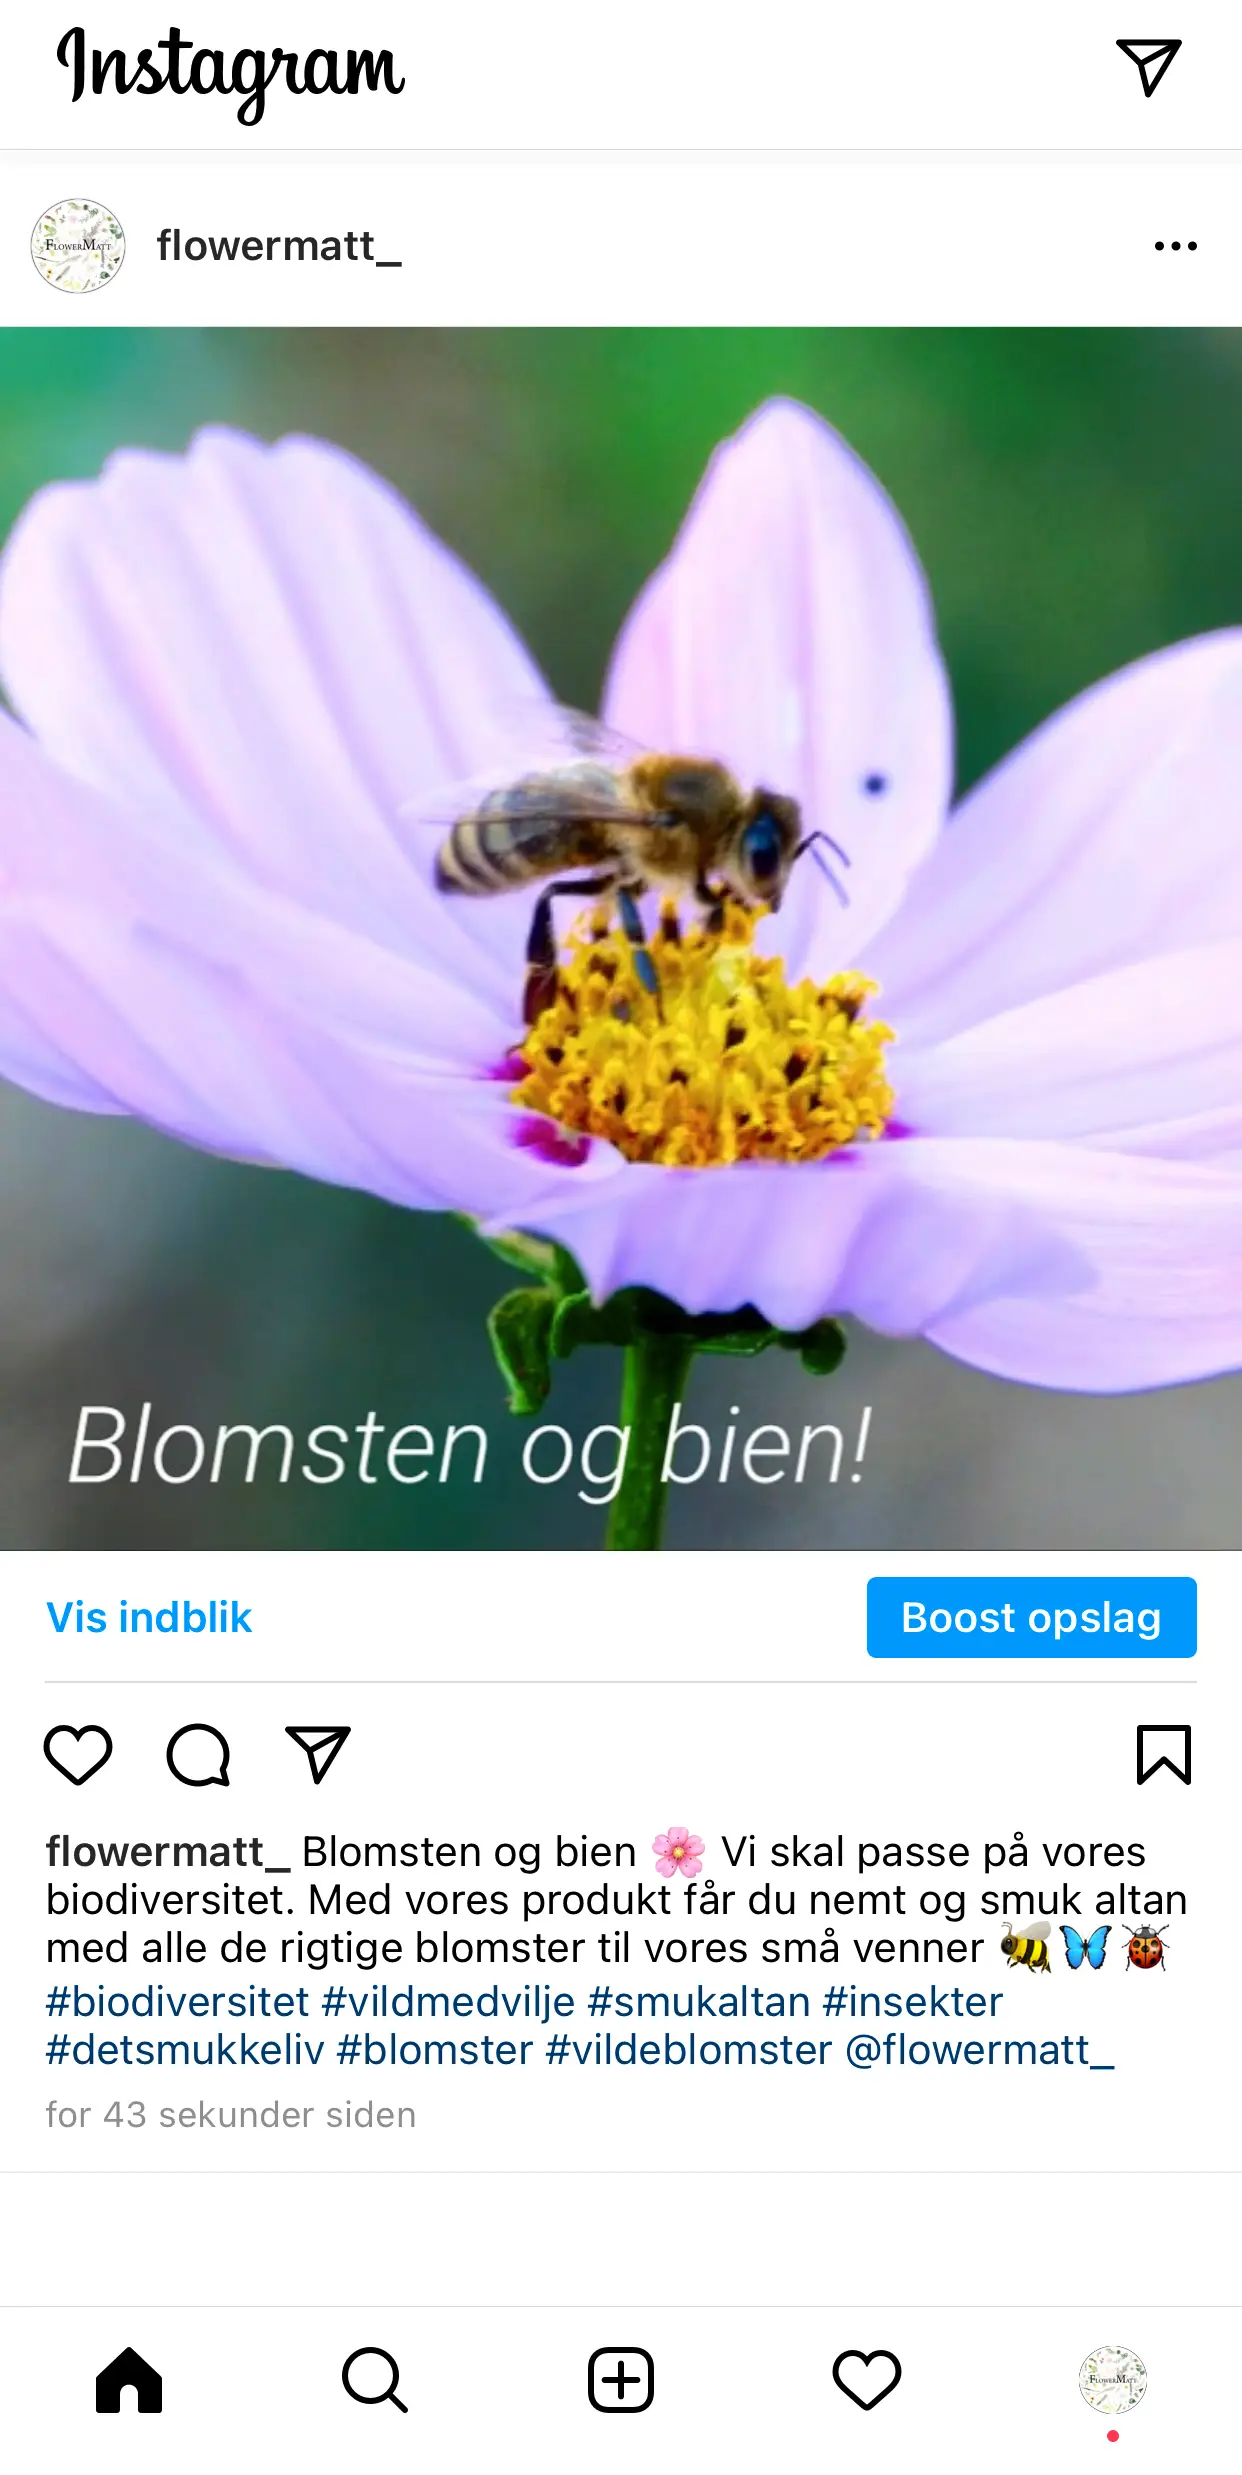 Instagram
FLOWERMATT
flowermatt_
Blomsten og bien!
Vis indblik
Boost opslag
flowermatt_ Blomsten og bien 🌸 Vi skal passe på vores
biodiversitet. Med vores produkt får du nemt og smuk altan
med alle de rigtige blomster til vores små venner 🐝🦋🐞
#biodiversitet #vildmedvilje #smukaltan #insekter
#detsmukkeliv #blomster #vildeblomster @flowermatt_
for 43 sekunder siden
FLOWERMATT